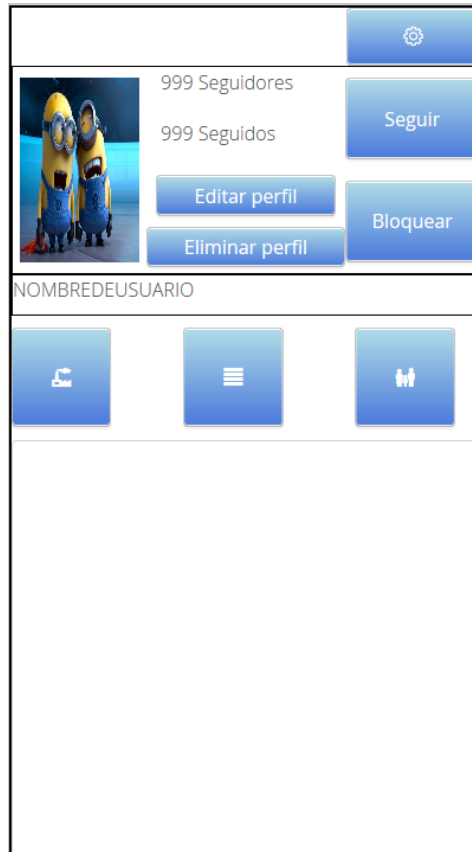 999 Seguidores
Seguir
999 Seguidos
Editar perfil
Bloquear
Eliminar perfil
NOMBREDEUSUARIO